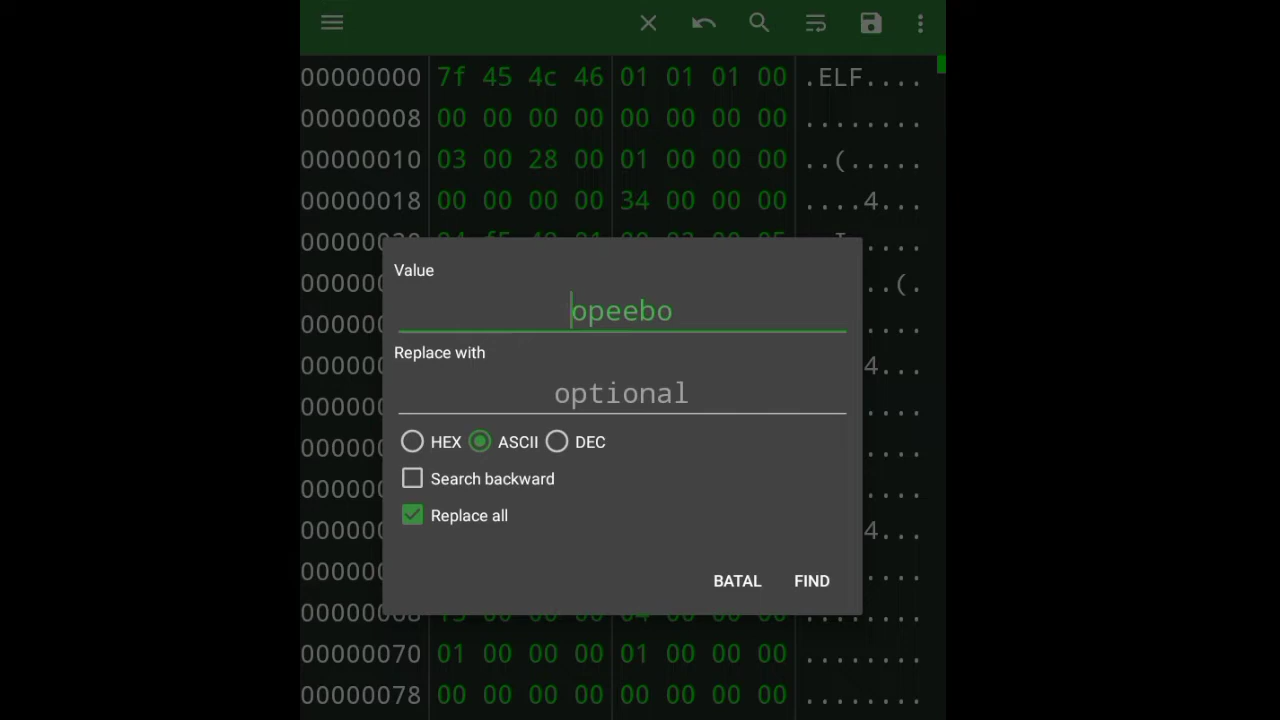 00000000 7f 45 4c 46 01 01 01 00 .ELF....
00000008 00 00 00 00 00 00 00 00 ........
00000010 03 00 28 00 01 00 00 00 ..(.....
00000018 00 00 00 00 34 00 00 00 ....4...
Value
opeebo
Replace with
optional
4...
HEX ASCII DEC
Search backward
Replace all
4...
BATAL FIND
00000070 01 00 00 00 01 00 00 00 ........
00000078 00 00 00 00 00 00 00 00 ........